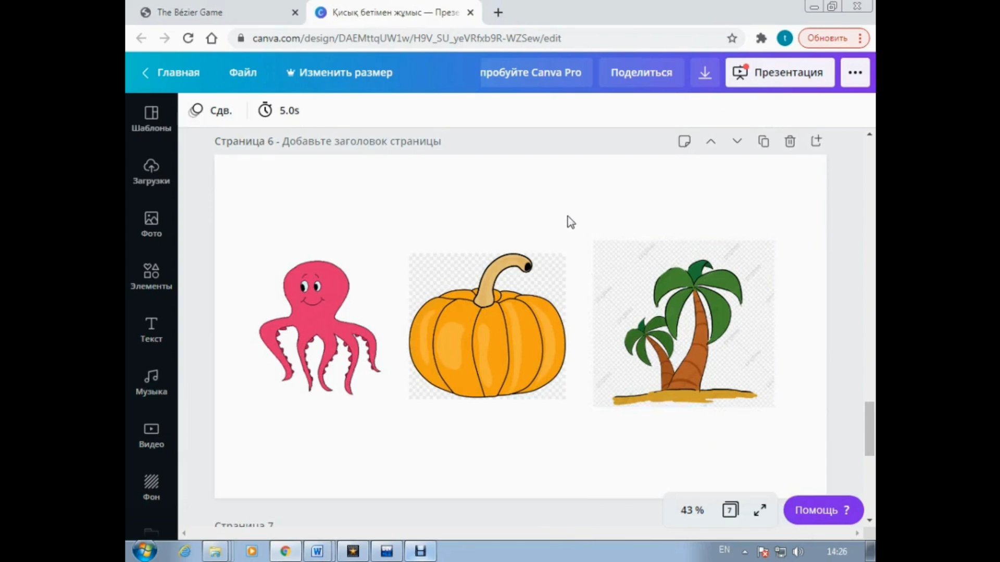 The Bézier Game
Қисық бетімен жұмыс — Презе
canva.com/design/DAEMttqUW1w/H9V_SU_yeVRfxb9R-WZSew/edit
t
Обновить
Главная
Файл
Изменить размер
пробуйте Canva Pro
Поделиться
Презентация
Сдв.
5.0s
Шаблоны
Загрузки
Фото
Элементы
Текст
Музыка
Видео
Фон
Страница 6 - Добавьте заголовок страницы
43 %
7
Помощь ?
Страница 7
EN
14:26